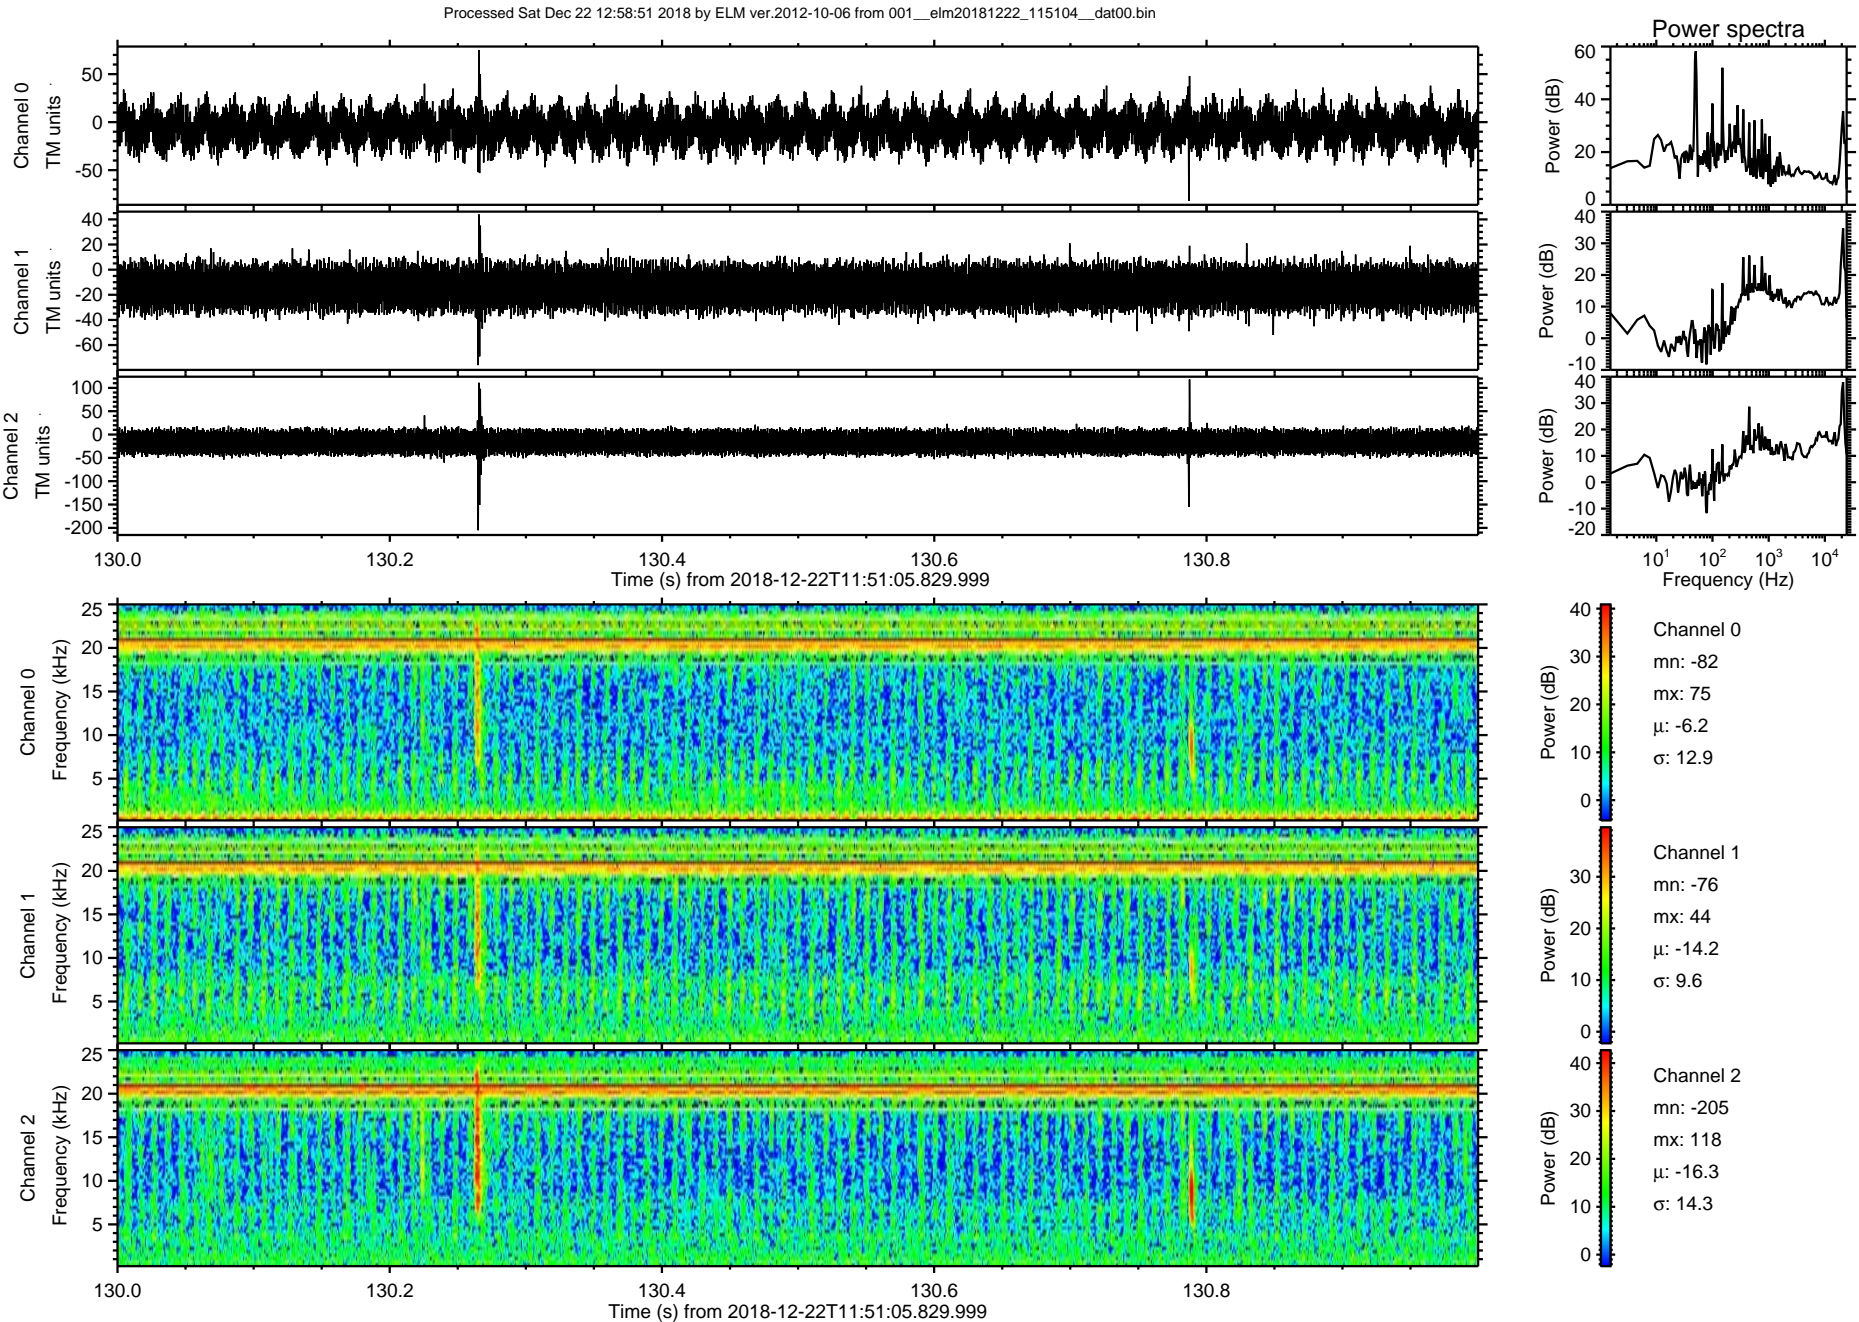 Processed Sat Dec 22 12:58:51 2018 by ELM ver.2012-10-06 from 001__elm20181222_115104__dat00.bin
Power spectra
Channel 0
TM units
50
0
-50
Power (dB)
60
40
20
0
Channel 1
TM units
40
20
0
-20
-40
-60
Power (dB)
40
30
20
10
0
-10
Channel 2
TM units
100
50
0
-50
-100
-150
-200
Power (dB)
40
30
20
10
0
-10
-20
130.0 130.2 130.4 130.6 130.8
Time (s) from 2018-12-22T11:51:05.829.999
10¹ 10² 10³ 10⁴
Frequency (Hz)
Channel 0
Frequency (kHz)
25
20
15
10
5
Power (dB)
40
30
20
10
0
Channel 0
mn: -82
mx: 75
µ: -6.2
σ: 12.9
Channel 1
Frequency (kHz)
25
20
15
10
5
Power (dB)
30
20
10
0
Channel 1
mn: -76
mx: 44
µ: -14.2
σ: 9.6
Channel 2
Frequency (kHz)
25
20
15
10
5
Power (dB)
40
30
20
10
0
Channel 2
mn: -205
mx: 118
µ: -16.3
σ: 14.3
130.0 130.2 130.4 130.6 130.8
Time (s) from 2018-12-22T11:51:05.829.999